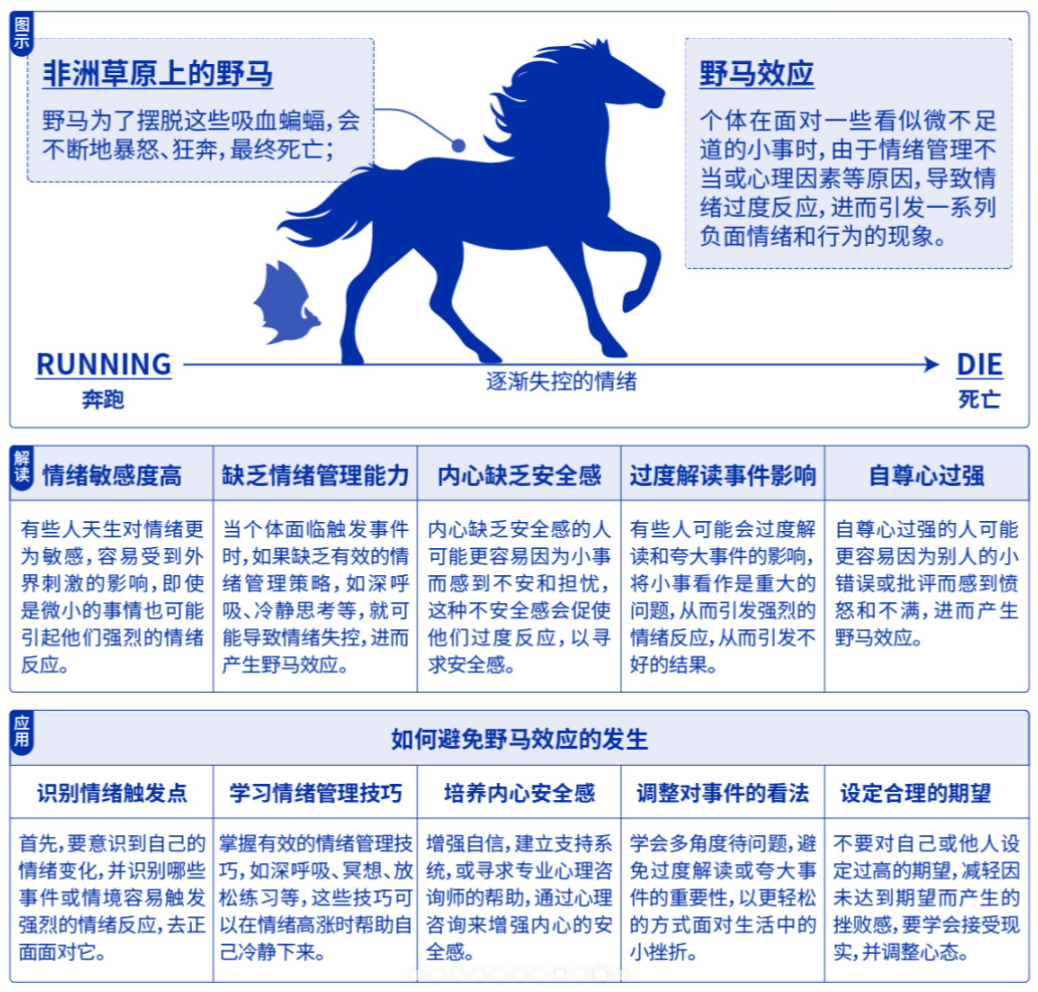 图示
非洲草原上的野马
野马为了摆脱这些吸血蝙蝠，会
不断地暴怒、狂奔，最终死亡；
野马效应
个体在面对一些看似微不足
道的小事时，由于情绪管理不
当或心理因素等原因，导致情
绪过度反应，进而引发一系列
负面情绪和行为的现象。
RUNNING
奔跑
逐渐失控的情绪
DIE
死亡
解读
情绪敏感度高
有些人天生对情绪更
为敏感，容易受到外
界刺激的影响，即使
是微小的事情也可能
引起他们强烈的情绪
反应。
缺乏情绪管理能力
当个体面临触发事件
时，如果缺乏有效的情
绪管理策略，如深呼
吸、冷静思考等，就可
能导致情绪失控，进而
产生野马效应。
内心缺乏安全感
内心缺乏安全感的人
可能更容易因为小事
而感到不安和担忧，
这种不安全感会促使
他们过度反应，以寻
求安全感。
过度解读事件影响
有些人可能会过度解
读和夸大事件的影响，
将小事看作是重大的
问题，从而引发强烈的
情绪反应，从而引发不
好的结果。
自尊心过强
自尊心过强的人可能
更容易因为别人的小
错误或批评而感到愤
怒和不满，进而产生
野马效应。
应用
如何避免野马效应的发生
识别情绪触发点
首先，要意识到自己的
情绪变化，并识别哪些
事件或情境容易触发
强烈的情绪反应，去正
面面对它。
学习情绪管理技巧
掌握有效的情绪管理技
巧，如深呼吸、冥想、放
松练习等，这些技巧可
以在情绪高涨时帮助自
己冷静下来。
培养内心安全感
增强自信，建立支持系
统，或寻求专业心理咨
询师的帮助，通过心理
咨询来增强内心的安
全感。
调整对事件的看法
学会多角度待问题，避
免过度解读或夸大事
件的重要性，以更轻松
的方式面对生活中的
小挫折。
设定合理的期望
不要对自己或他人设
定过高的期望，减轻因
未达到期望而产生的
挫败感，要学会接受现
实，并调整心态。